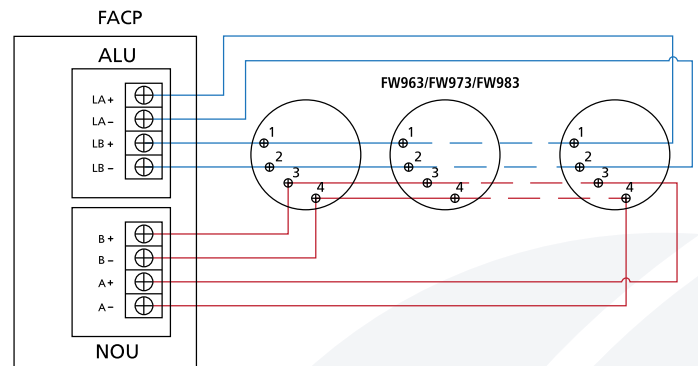 FACP
ALU
LA+
LA–
LB+
LB–
FW963/FW973/FW983
1
2
3
4
1
2
3
4
1
2
3
4
B+
B–
A+
A–
NOU